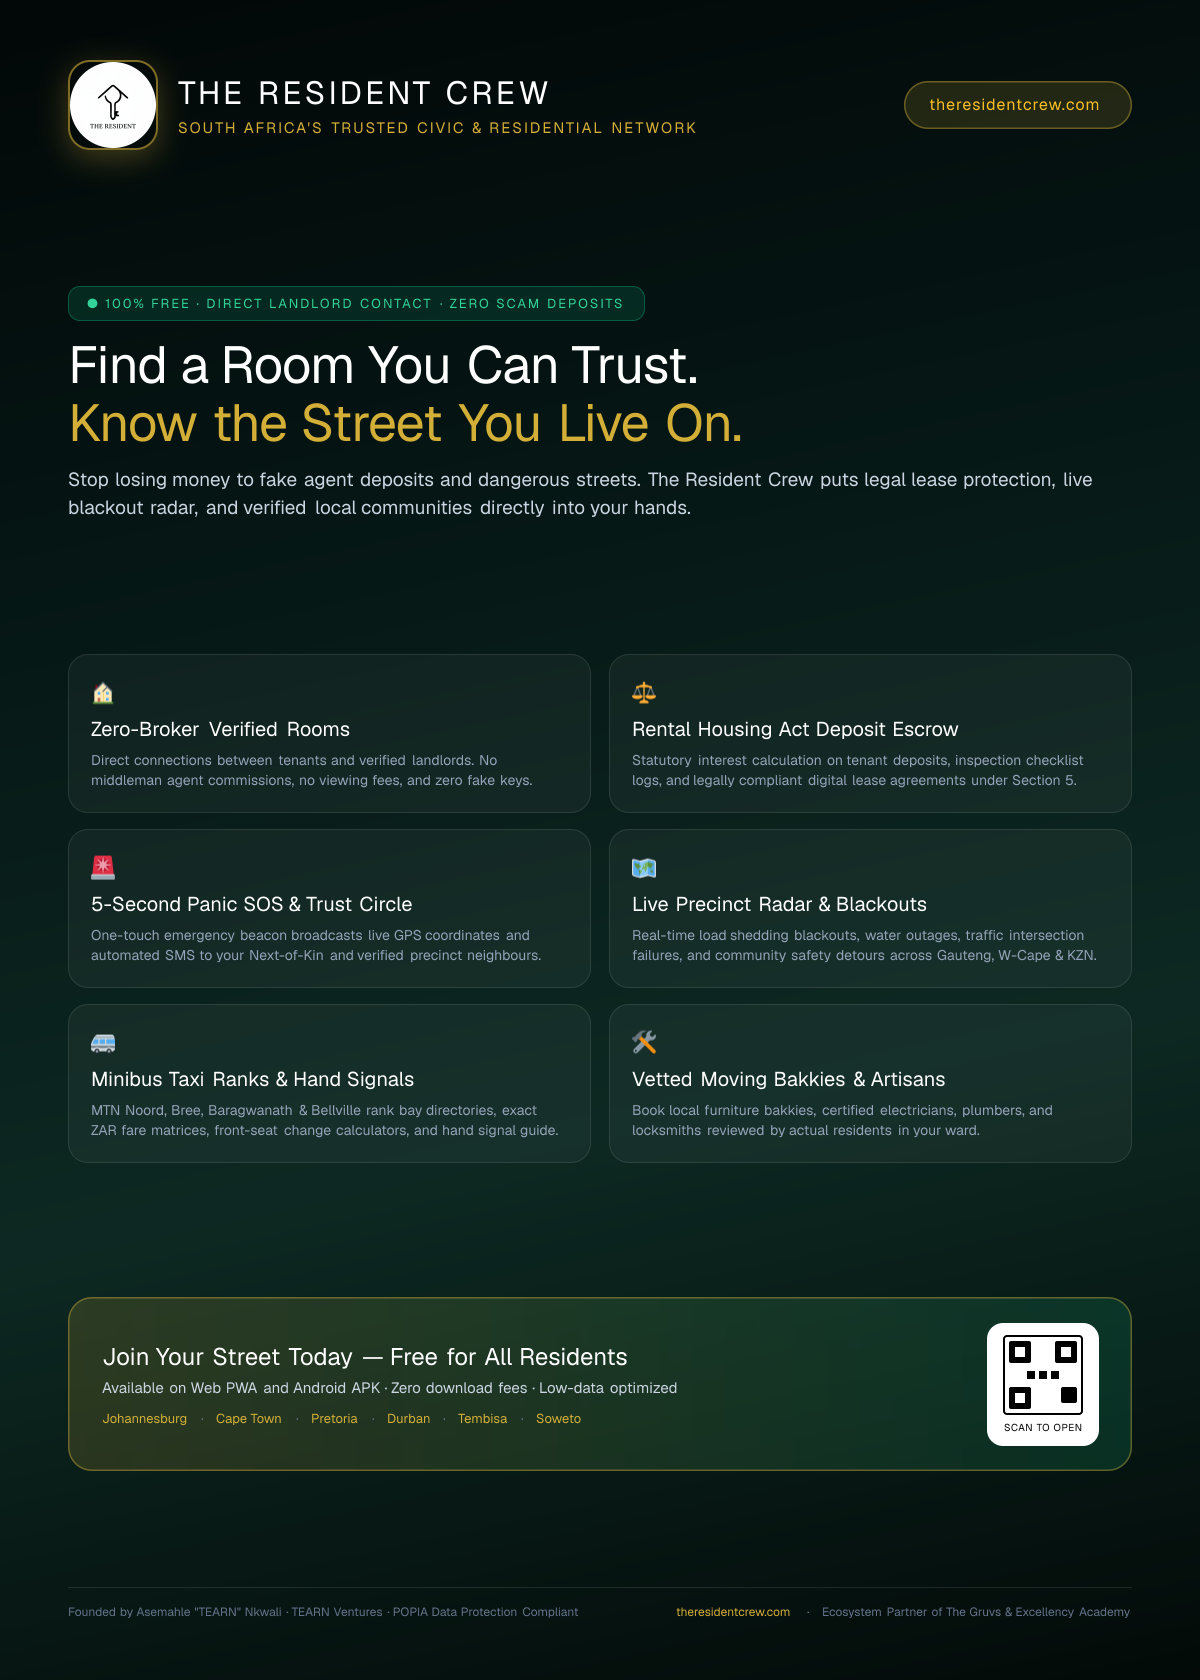 THE RESIDENT
THE RESIDENT CREW
SOUTH AFRICA'S TRUSTED CIVIC & RESIDENTIAL NETWORK
theresidentcrew.com
100% FREE · DIRECT LANDLORD CONTACT · ZERO SCAM DEPOSITS
Find a Room You Can Trust.
Know the Street You Live On.
Stop losing money to fake agent deposits and dangerous streets. The Resident Crew puts legal lease protection, live
blackout radar, and verified local communities directly into your hands.
Zero-Broker Verified Rooms
Direct connections between tenants and verified landlords. No
middleman agent commissions, no viewing fees, and zero fake keys.
Rental Housing Act Deposit Escrow
Statutory interest calculation on tenant deposits, inspection checklist
logs, and legally compliant digital lease agreements under Section 5.
5-Second Panic SOS & Trust Circle
One-touch emergency beacon broadcasts live GPS coordinates and
automated SMS to your Next-of-Kin and verified precinct neighbours.
Live Precinct Radar & Blackouts
Real-time load shedding blackouts, water outages, traffic intersection
failures, and community safety detours across Gauteng, W-Cape & KZN.
Minibus Taxi Ranks & Hand Signals
MTN Noord, Bree, Baragwanath & Bellville rank bay directories, exact
ZAR fare matrices, front-seat change calculators, and hand signal guide.
Vetted Moving Bakkies & Artisans
Book local furniture bakkies, certified electricians, plumbers, and
locksmiths reviewed by actual residents in your ward.
Join Your Street Today — Free for All Residents
Available on Web PWA and Android APK · Zero download fees · Low-data optimized
Johannesburg · Cape Town · Pretoria · Durban · Tembisa · Soweto
SCAN TO OPEN
Founded by Asemahle "TEARN" Nkwali · TEARN Ventures · POPIA Data Protection Compliant
theresidentcrew.com · Ecosystem Partner of The Gruvs & Excellency Academy